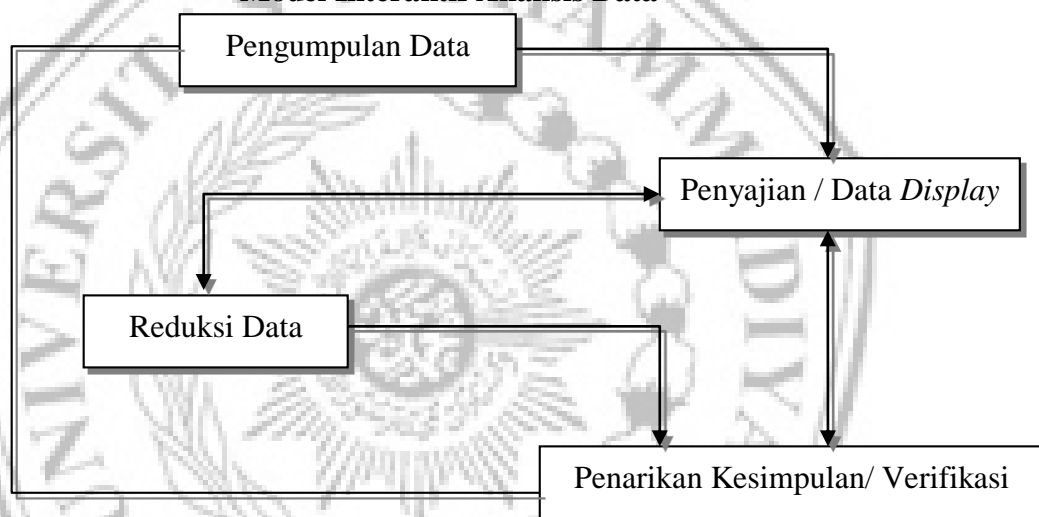 Model Interaktif Analisis Data
Pengumpulan Data
Penyajian / Data Display
Reduksi Data
Penarikan Kesimpulan/ Verifikasi